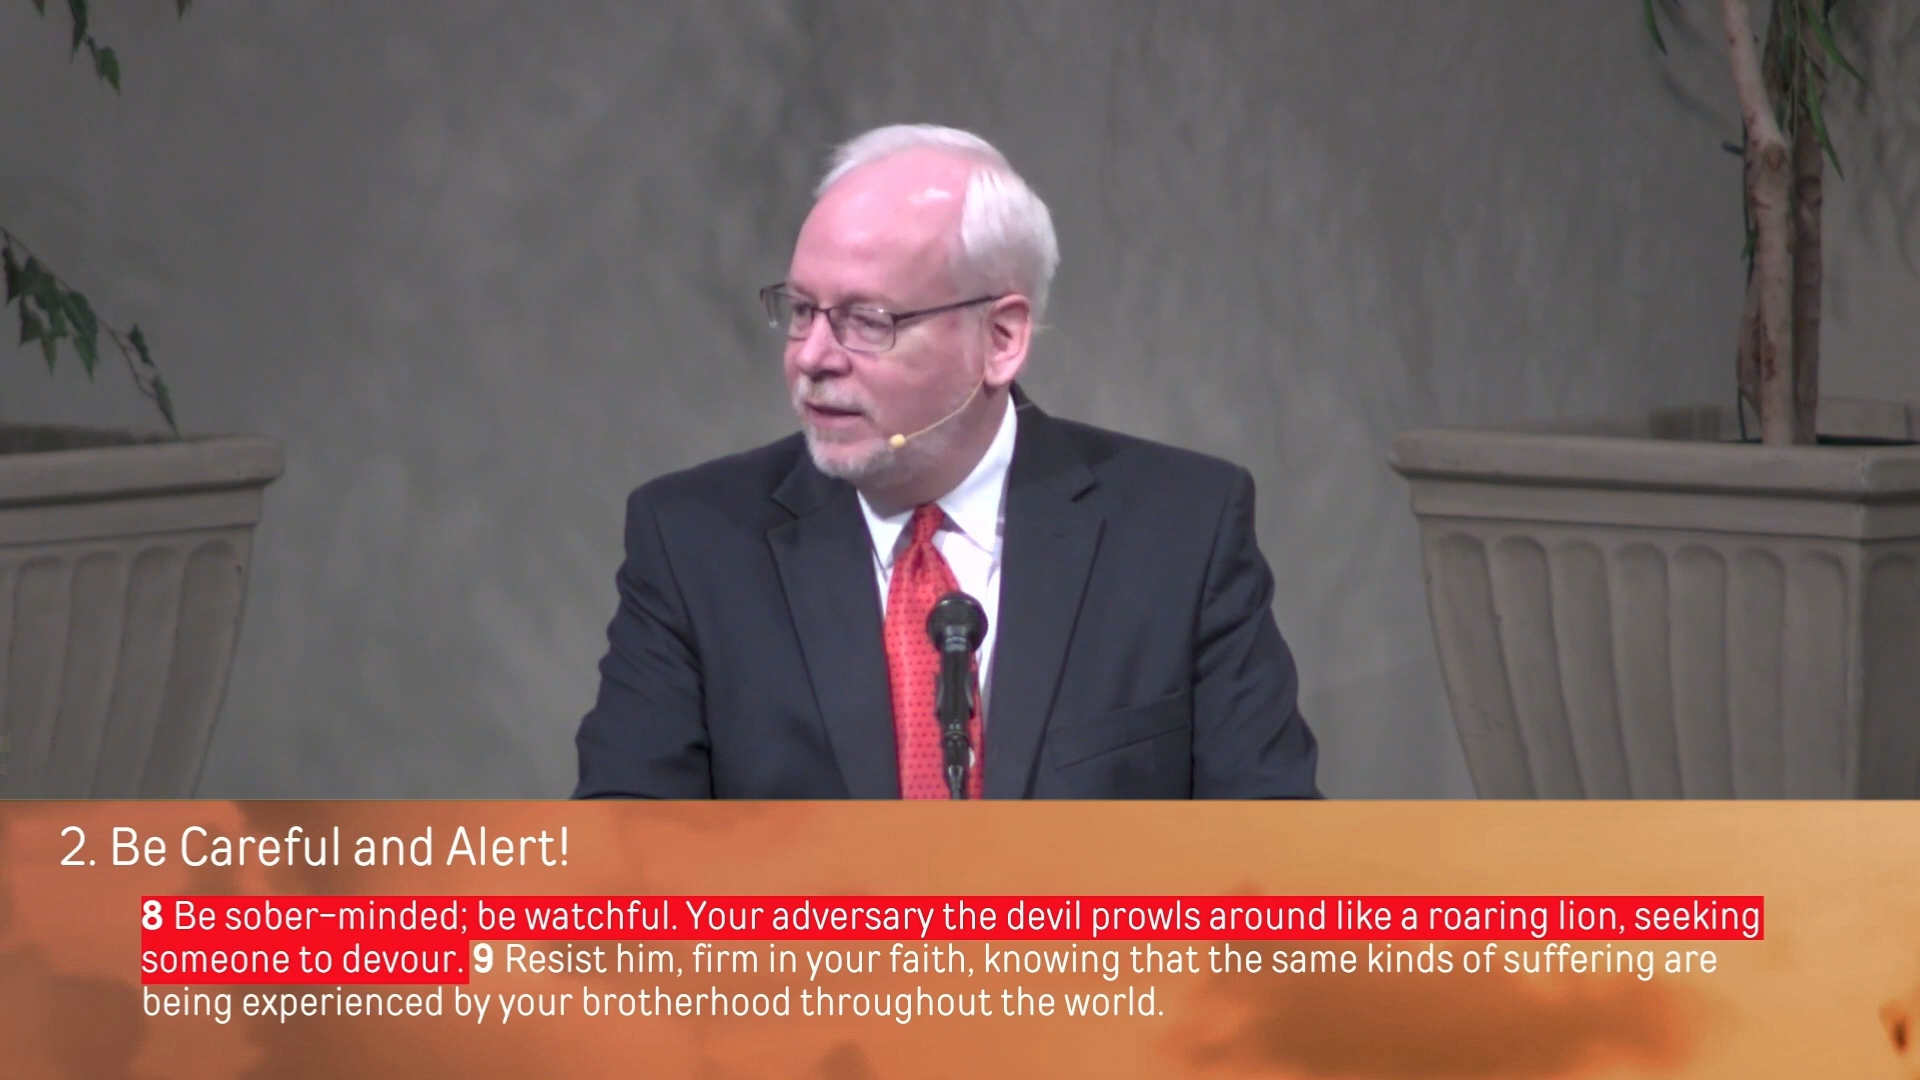 2. Be Careful and Alert!
8 Be sober-minded; be watchful. Your adversary the devil prowls around like a roaring lion, seeking
someone to devour. 9 Resist him, firm in your faith, knowing that the same kinds of suffering are
being experienced by your brotherhood throughout the world.